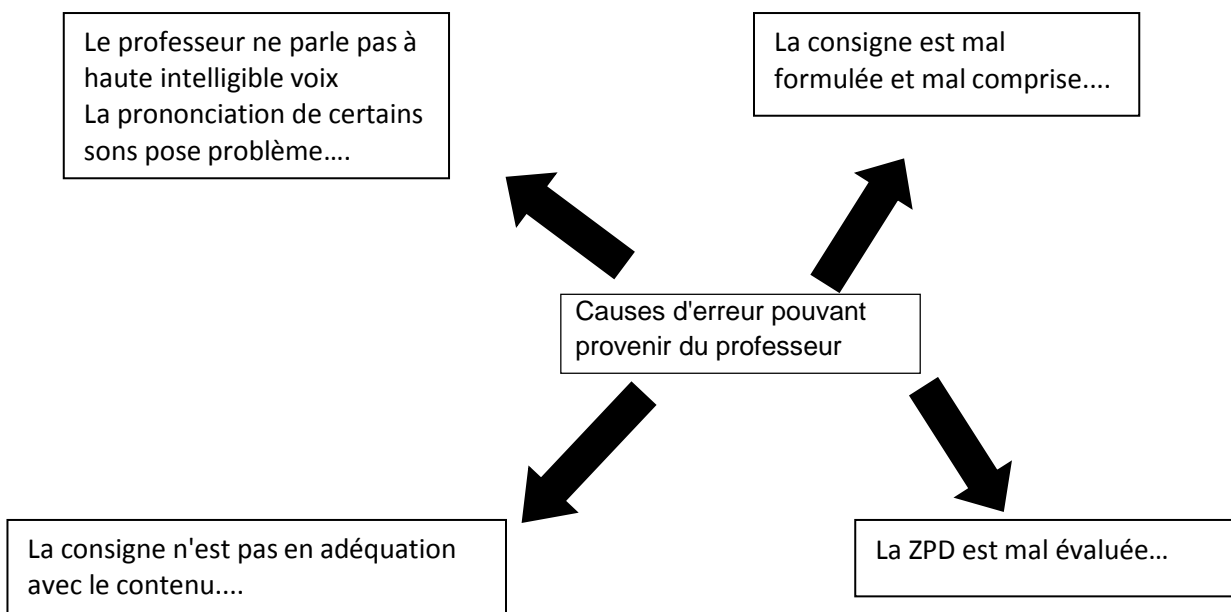 Le professeur ne parle pas à
haute intelligible voix
La prononciation de certains
sons pose problème....
La consigne est mal
formulée et mal comprise....
Causes d'erreur pouvant
provenir du professeur
La consigne n'est pas en adéquation
avec le contenu....
La ZPD est mal évaluée...